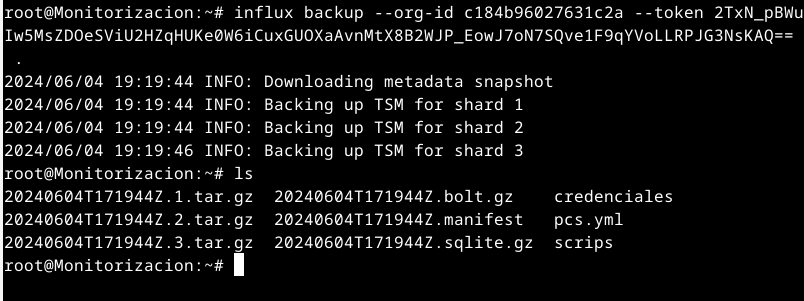 root@Monitorizacion:~# influx backup --org-id c184b96027631c2a --token 2TxN_pBWu
Iw5MsZDOeSViU2HZqHUKe0W6iCuxGUOXaAvnMtX8B2WJP_EowJ7oN7SQve1F9qYVoLLRPJG3NsKAQ==
.
2024/06/04 19:19:44 INFO: Downloading metadata snapshot
2024/06/04 19:19:44 INFO: Backing up TSM for shard 1
2024/06/04 19:19:44 INFO: Backing up TSM for shard 2
2024/06/04 19:19:46 INFO: Backing up TSM for shard 3
root@Monitorizacion:~# ls
20240604T171944Z.1.tar.gz  20240604T171944Z.bolt.gz    credenciales
20240604T171944Z.2.tar.gz  20240604T171944Z.manifest   pcs.yml
20240604T171944Z.3.tar.gz  20240604T171944Z.sqlite.gz  scrips
root@Monitorizacion:~#